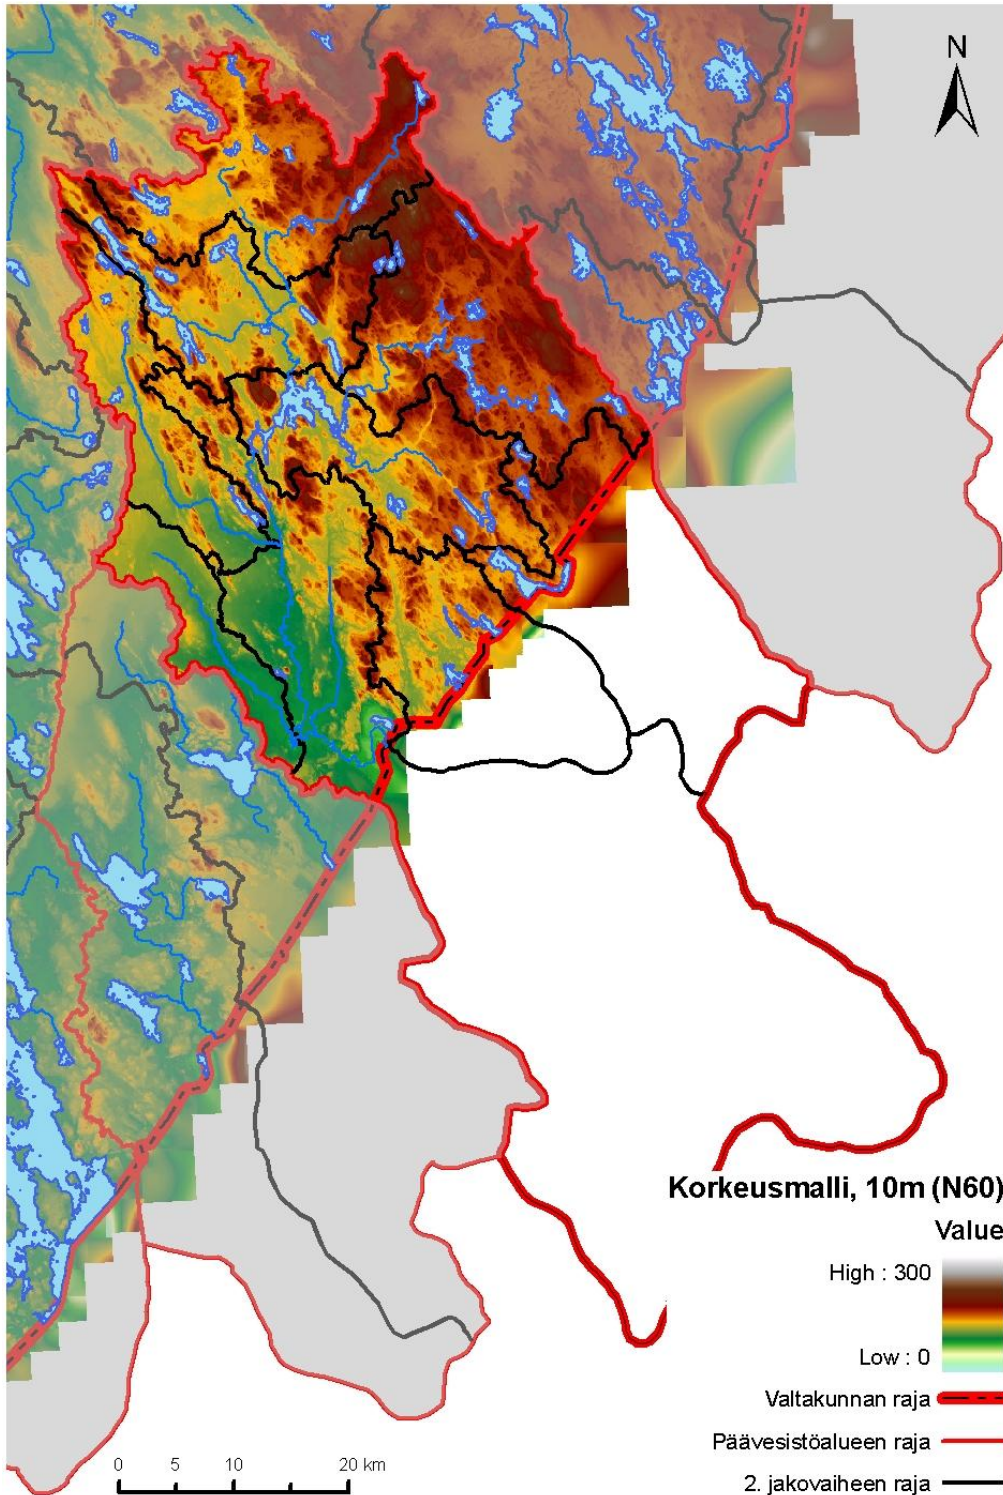 N
Korkeusmalli, 10m (N60)
Value
High : 300
Low : 0
Valtakunnan raja
Päävesistöalueen raja
2. jakovaiheen raja
0 5 10 20 km